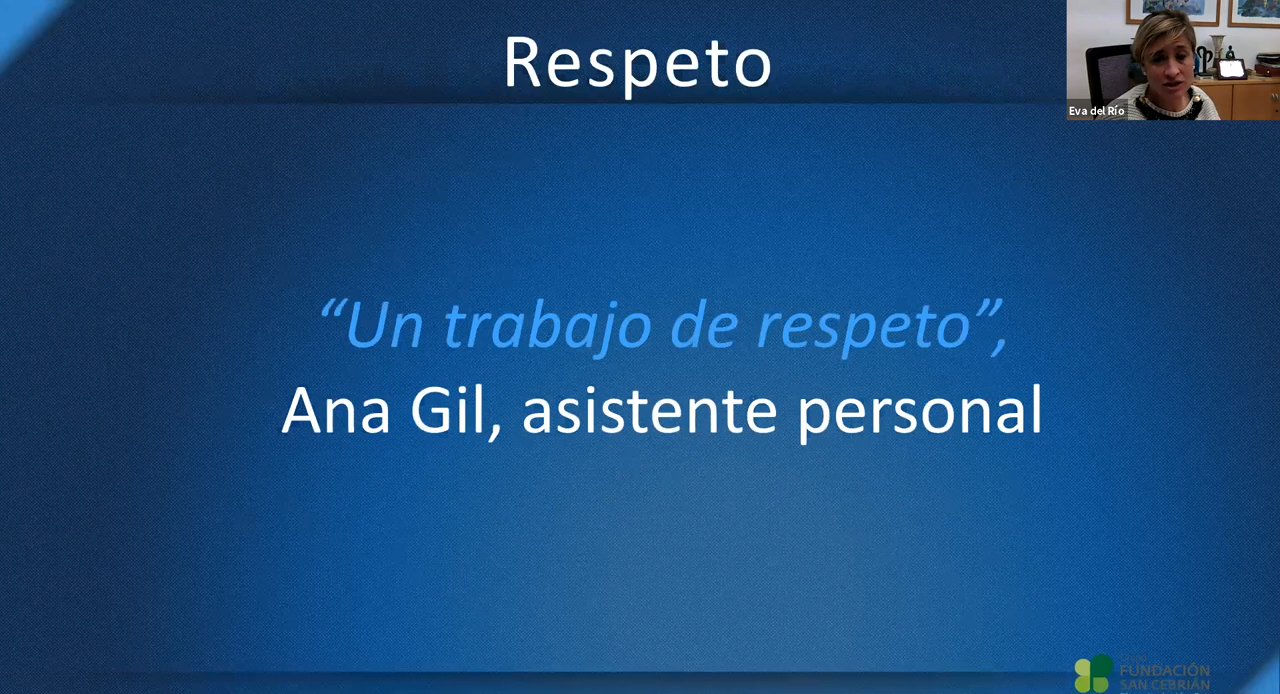 Respeto
Eva del Río
“Un trabajo de respeto”,
Ana Gil, asistente personal
FUNDACIÓN
SAN CEBRIÁN